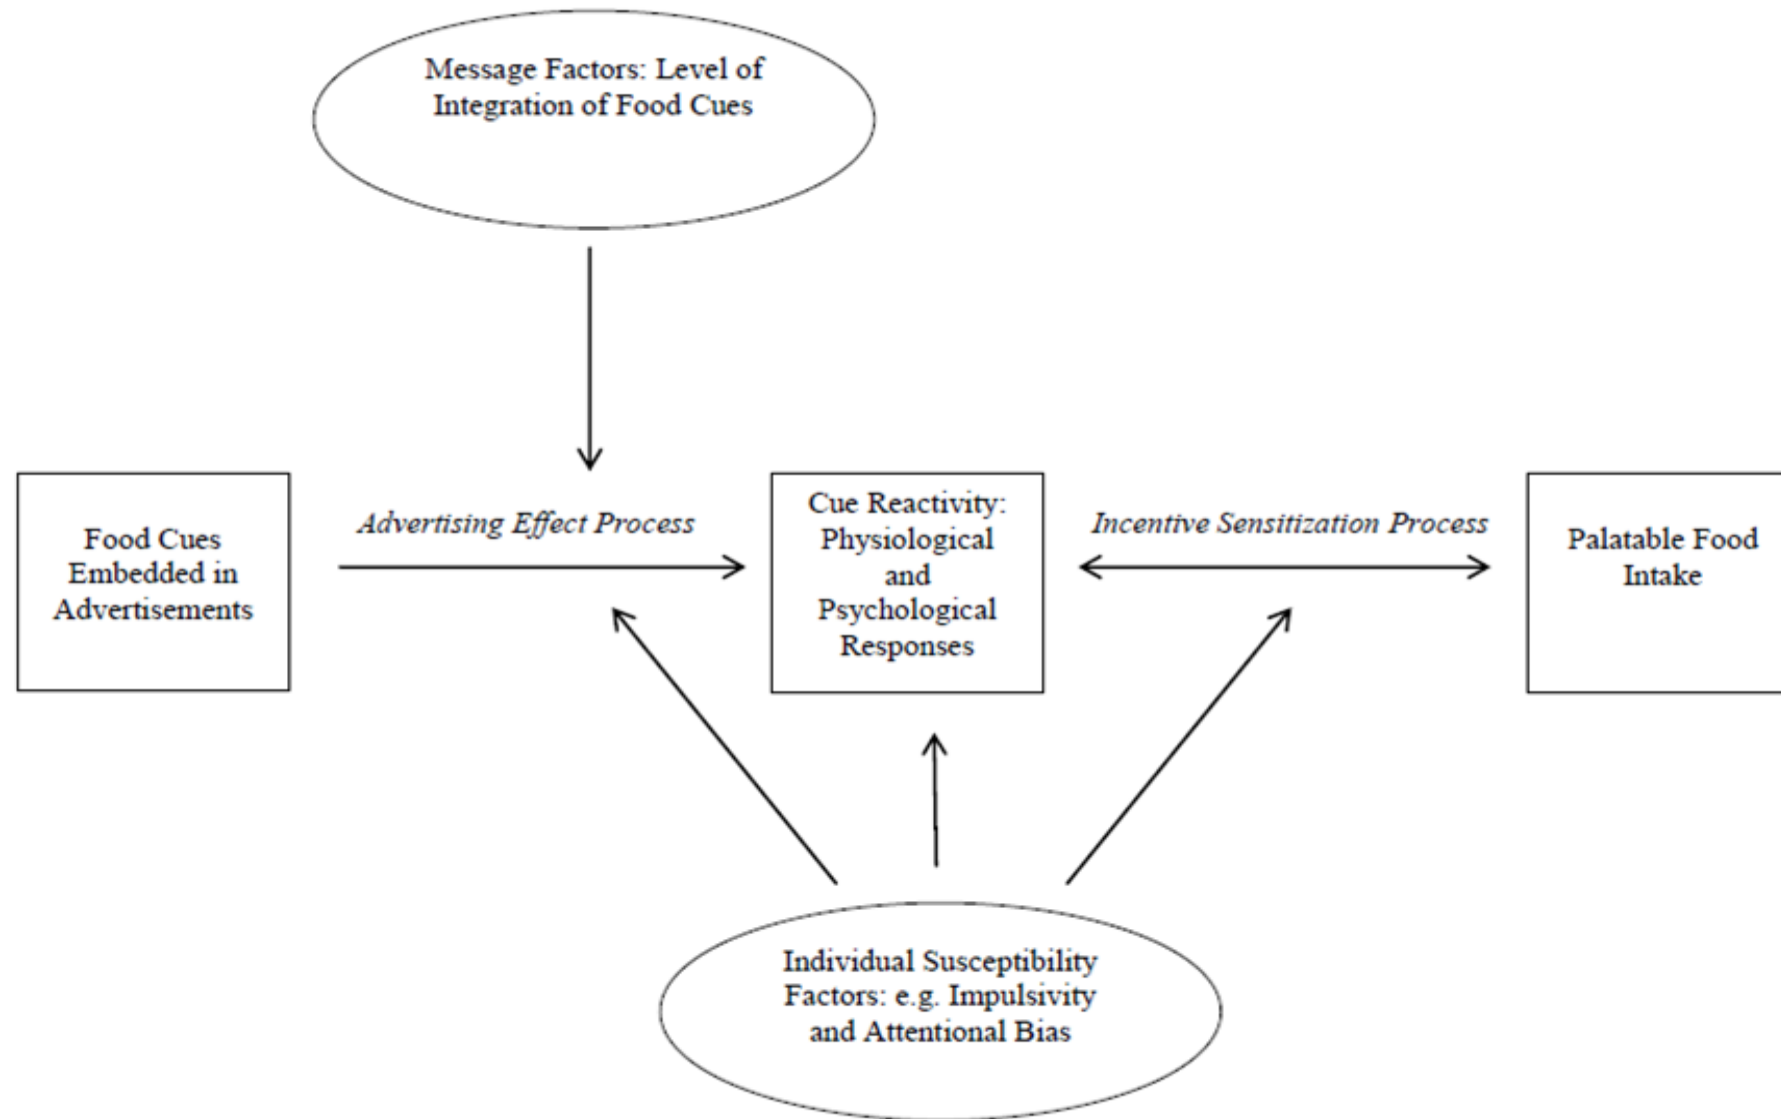 Message Factors: Level of
Integration of Food Cues
Food Cues
Embedded in
Advertisements
Advertising Effect Process
Cue Reactivity:
Physiological
and
Psychological
Responses
Incentive Sensitization Process
Palatable Food
Intake
Individual Susceptibility
Factors: e.g. Impulsivity
and Attentional Bias